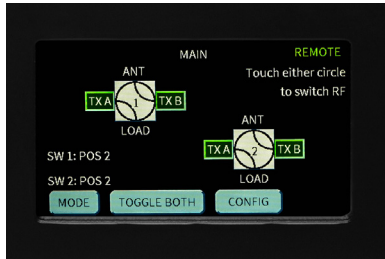 MAIN
REMOTE
ANT
Touch either circle
to switch RF
TX A
1
TX B
LOAD
ANT
TX A
2
TX B
LOAD
SW 1: POS 2
SW 2: POS 2
MODE
TOGGLE BOTH
CONFIG